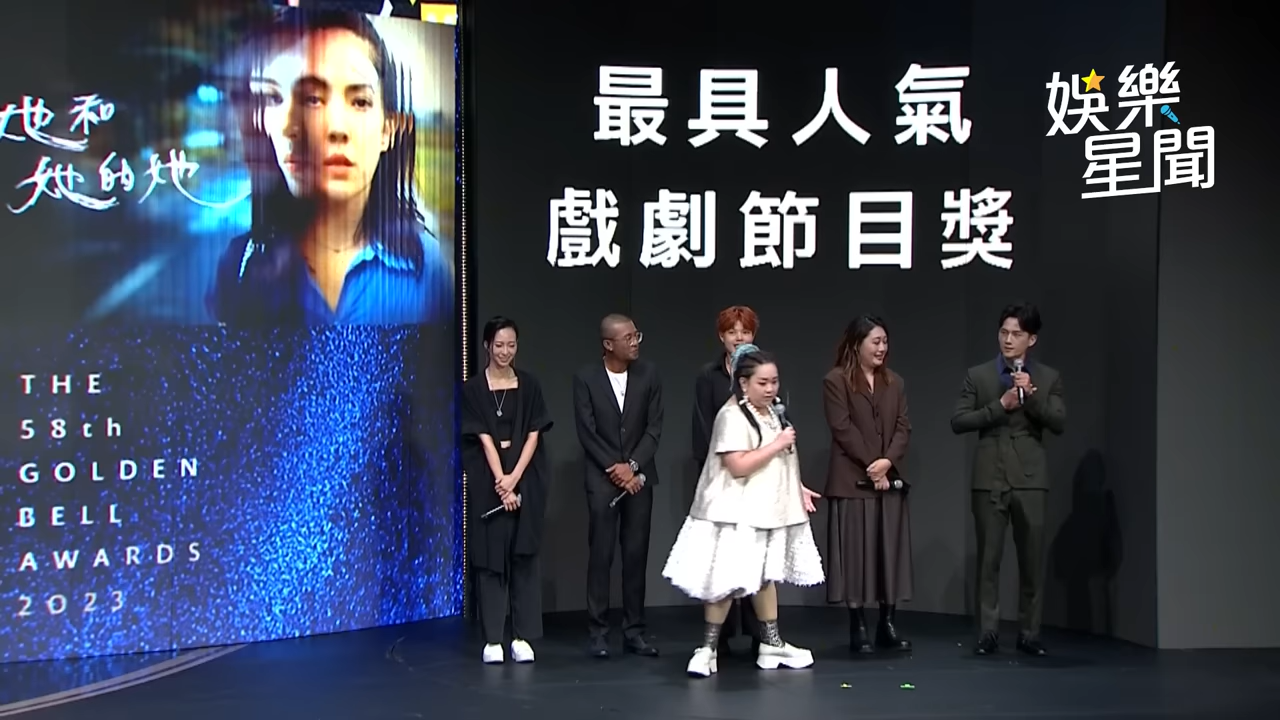 她和
她的她
THE
58th
GOLDEN
BELL
AWARDS
2023
最具人氣
戲劇節目獎
娛樂
星聞